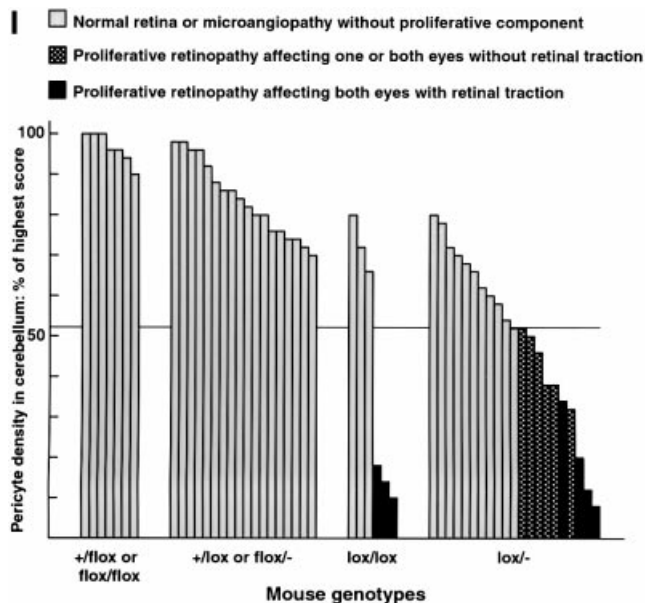 I
Normal retina or microangiopathy without proliferative component
Proliferative retinopathy affecting one or both eyes without retinal traction
Proliferative retinopathy affecting both eyes with retinal traction
Pericyte density in cerebellum: % of highest score
100
50
+/flox or
flox/flox
+/lox or flox/-
lox/lox
lox/-
Mouse genotypes